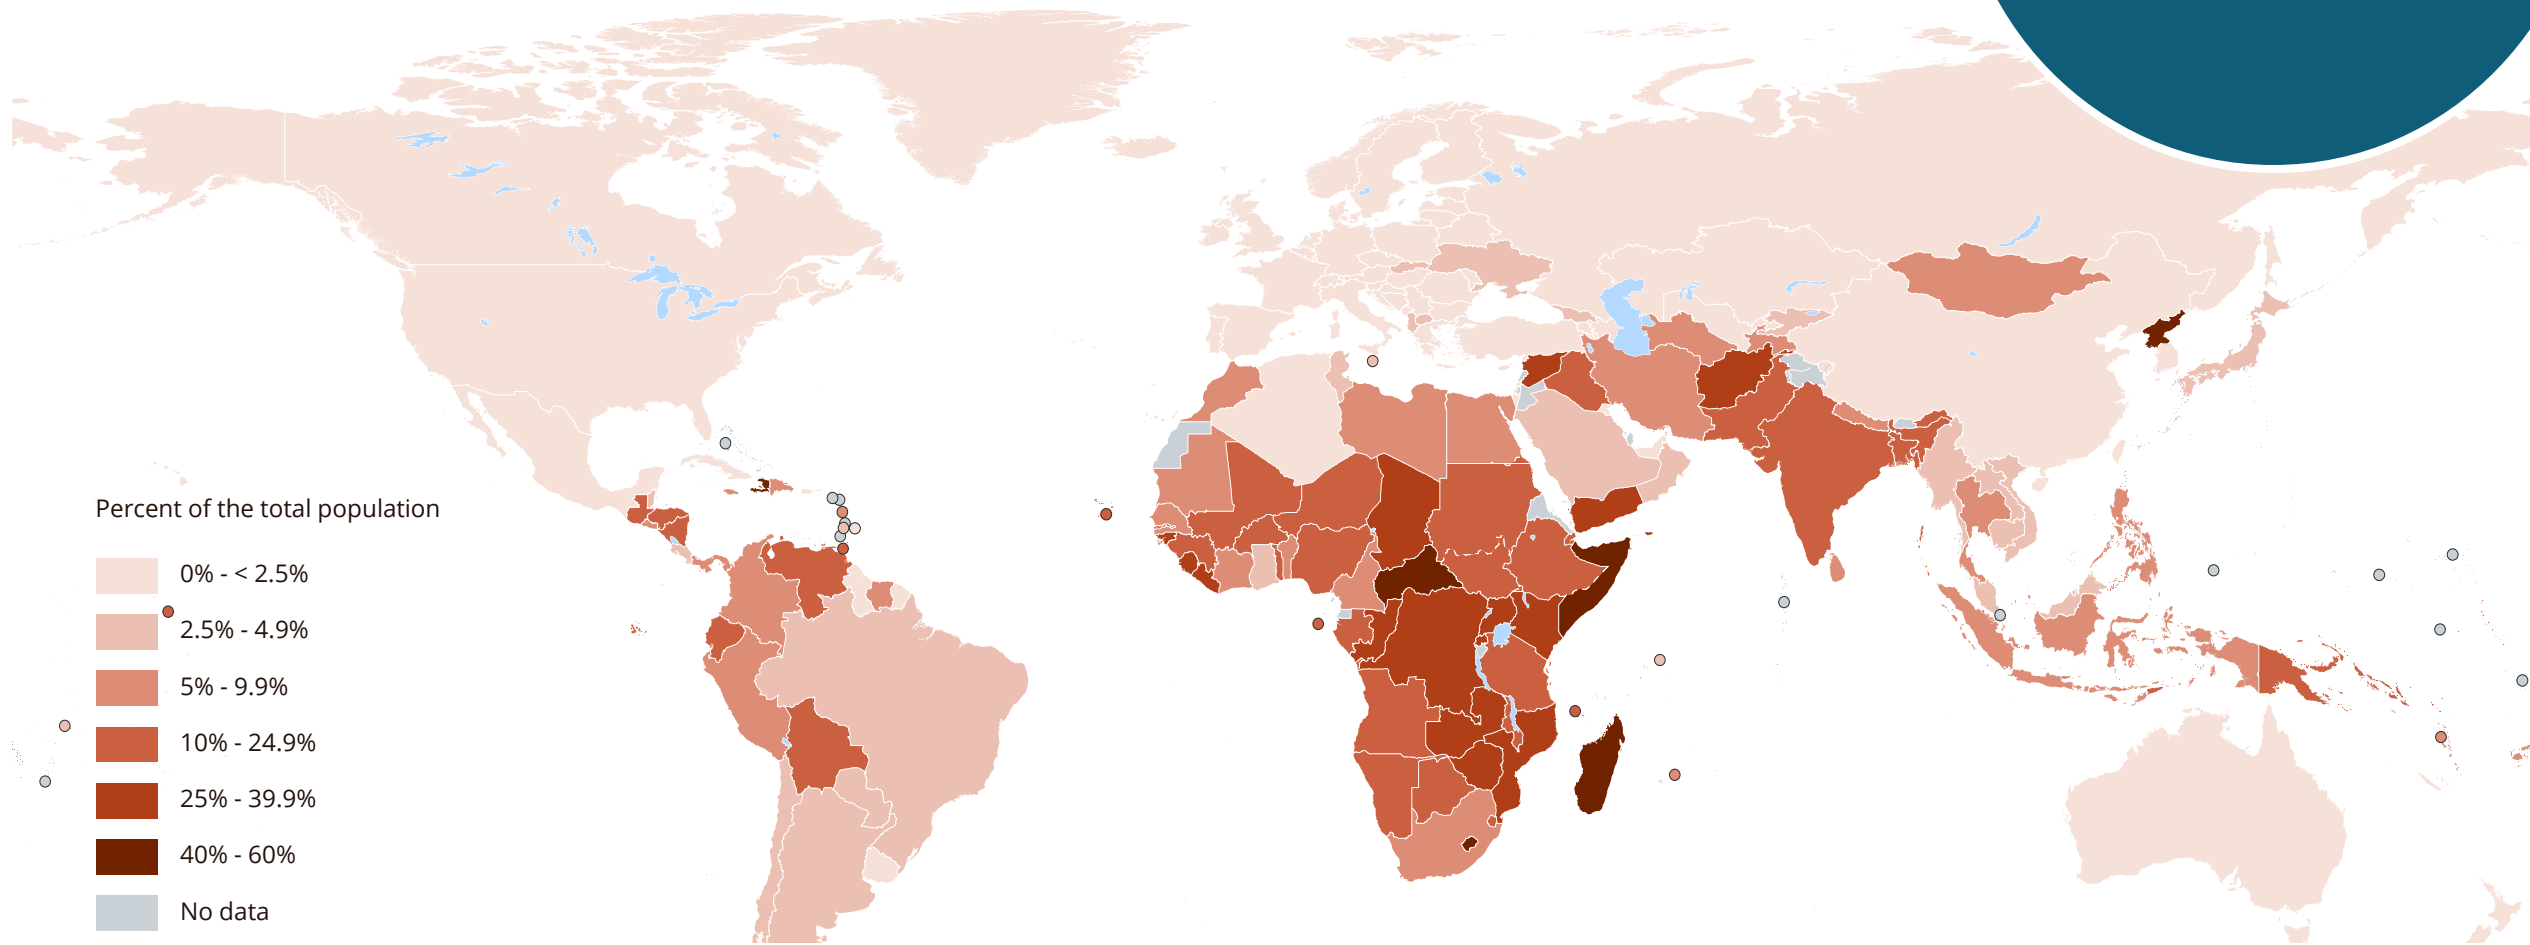 Percent of the total population
0% - < 2.5%
2.5% - 4.9%
5% - 9.9%
10% - 24.9%
25% - 39.9%
40% - 60%
No data